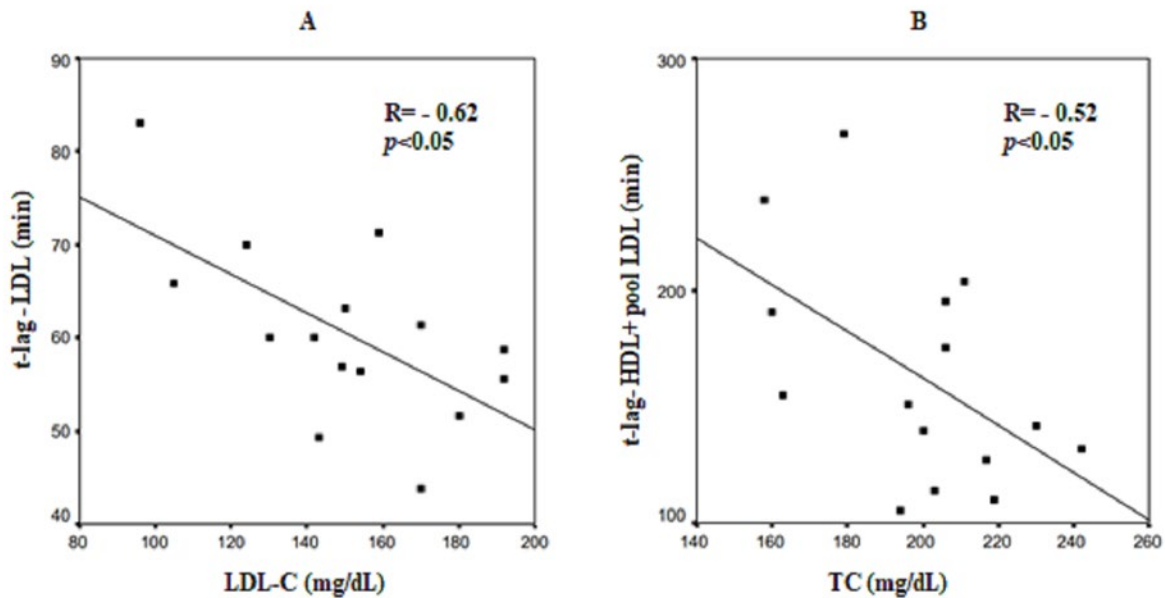 A
R= - 0.62
p<0.05
t-lag - LDL (min)
90
80
70
60
50
40
80 100 120 140 160 180 200
LDL-C (mg/dL)
B
R= - 0.52
p<0.05
t-lag- HDL+ pool LDL (min)
300
200
100
140 160 180 200 220 240 260
TC (mg/dL)